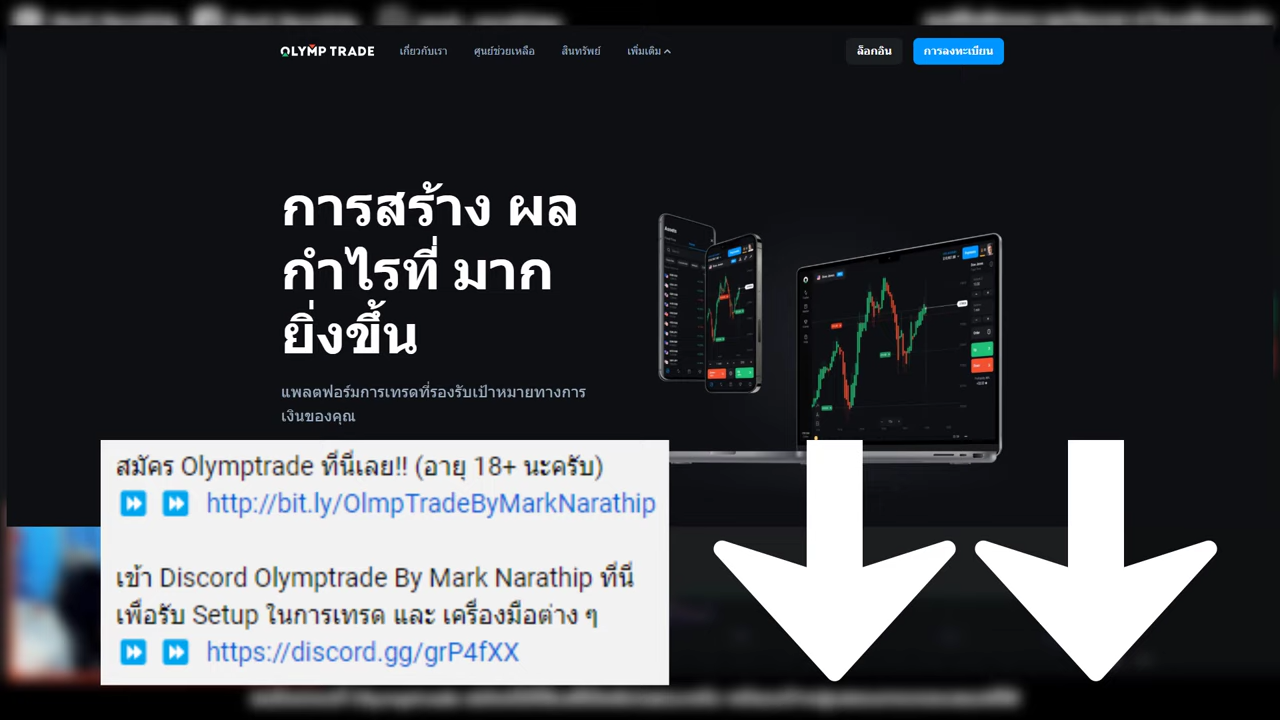 OLYMP TRADE เกี่ยวกับเรา ศูนย์ช่วยเหลือ สินทรัพย์ เพิ่มเติม ล็อกอิน การลงทะเบียน
การสร้าง ผล
กำไรที่ มาก
ยิ่งขึ้น
แพลตฟอร์มการเทรดที่รองรับเป้าหมายทางการ
เงินของคุณ
Assets
สมัคร Olymptrade ที่นี่เลย!! (อายุ 18+ นะครับ)
http://bit.ly/OlmpTradeByMarkNarathip
เข้า Discord Olymptrade By Mark Narathip ที่นี่
เพื่อรับ Setup ในการเทรด และ เครื่องมือต่าง ๆ
https://discord.gg/grP4fXX